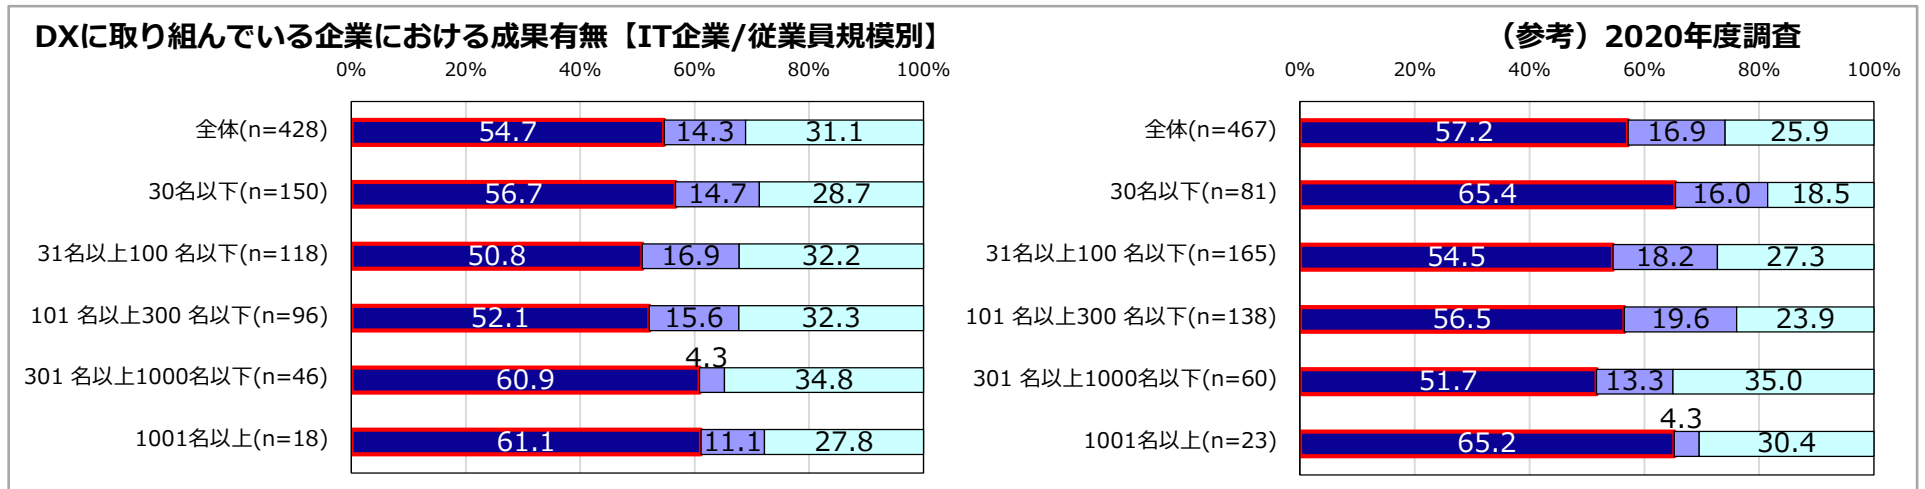 DXに取り組んでいる企業における成果有無【IT企業/従業員規模別】
0% 20% 40% 60% 80% 100%
全体(n=428) 54.7 14.3 31.1
30名以下(n=150) 56.7 14.7 28.7
31名以上100 名以下(n=118) 50.8 16.9 32.2
101 名以上300 名以下(n=96) 52.1 15.6 32.3
301 名以上1000名以下(n=46) 60.9 4.3 34.8
1001名以上(n=18) 61.1 11.1 27.8
（参考）2020年度調査
0% 20% 40% 60% 80% 100%
全体(n=467) 57.2 16.9 25.9
30名以下(n=81) 65.4 16.0 18.5
31名以上100 名以下(n=165) 54.5 18.2 27.3
101 名以上300 名以下(n=138) 56.5 19.6 23.9
301 名以上1000名以下(n=60) 51.7 13.3 35.0
1001名以上(n=23) 65.2 4.3 30.4